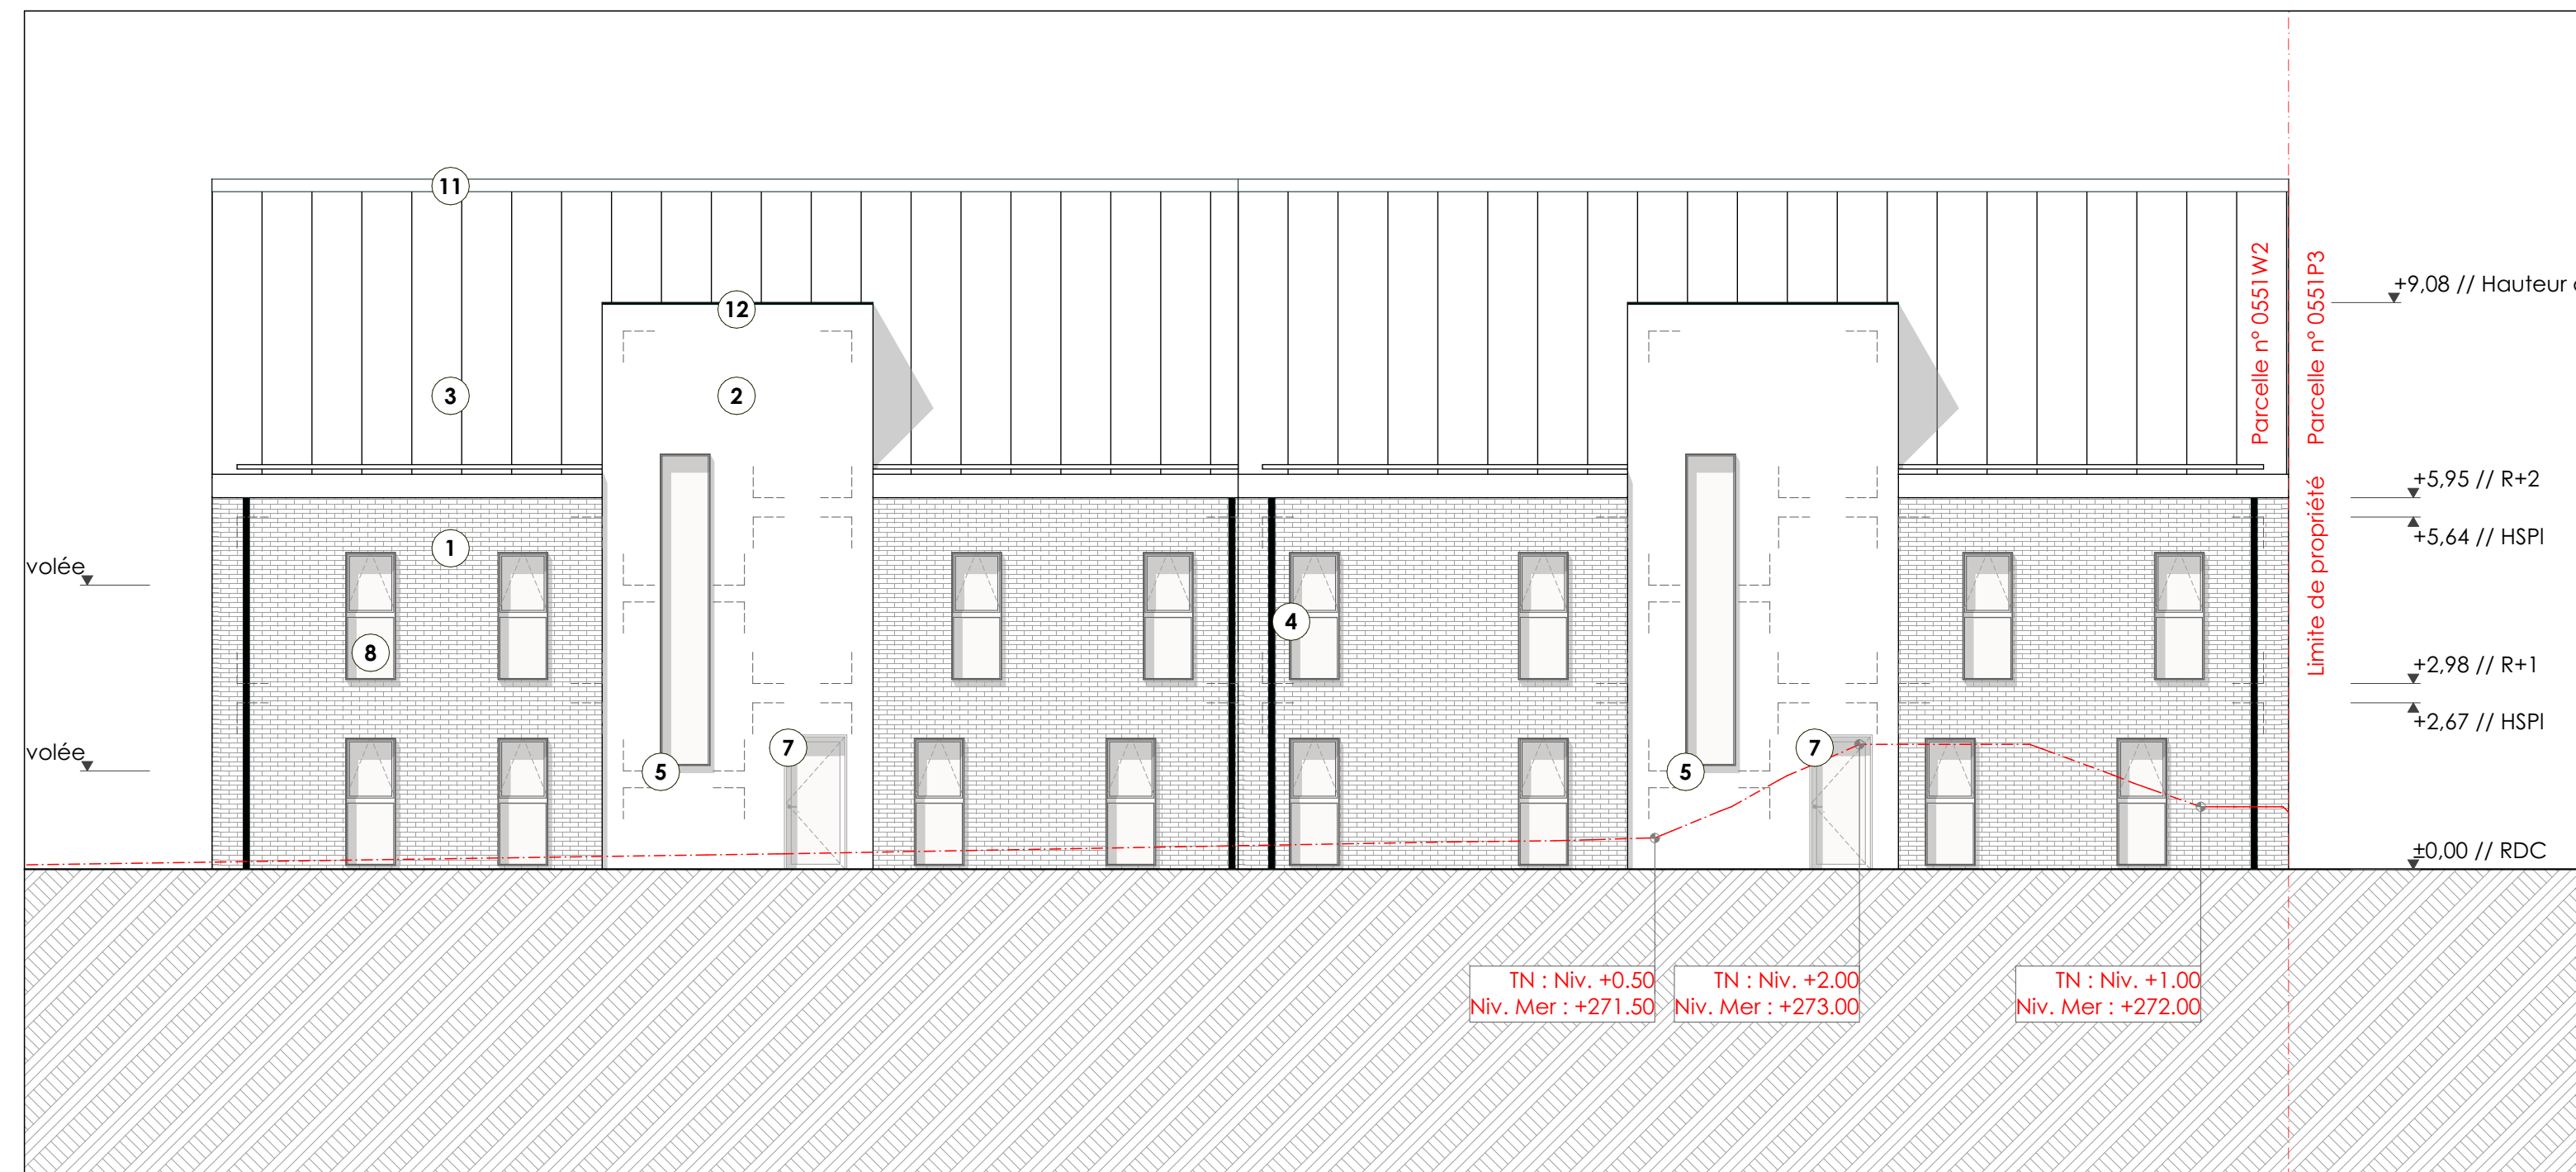 11
Parcelle n° 0551W2
Parcelle n° 0551P3
+9,08 // Hauteur
12
3
2
+5,95 // R+2
Limite de propriété
+5,64 // HSPl
1
volée
4
8
+2,98 // R+1
+2,67 // HSPl
volée
7
7
5
5
±0,00 // RDC
TN : Niv. +0.50
Niv. Mer : +271.50
TN : Niv. +2.00
Niv. Mer : +273.00
TN : Niv. +1.00
Niv. Mer : +272.00